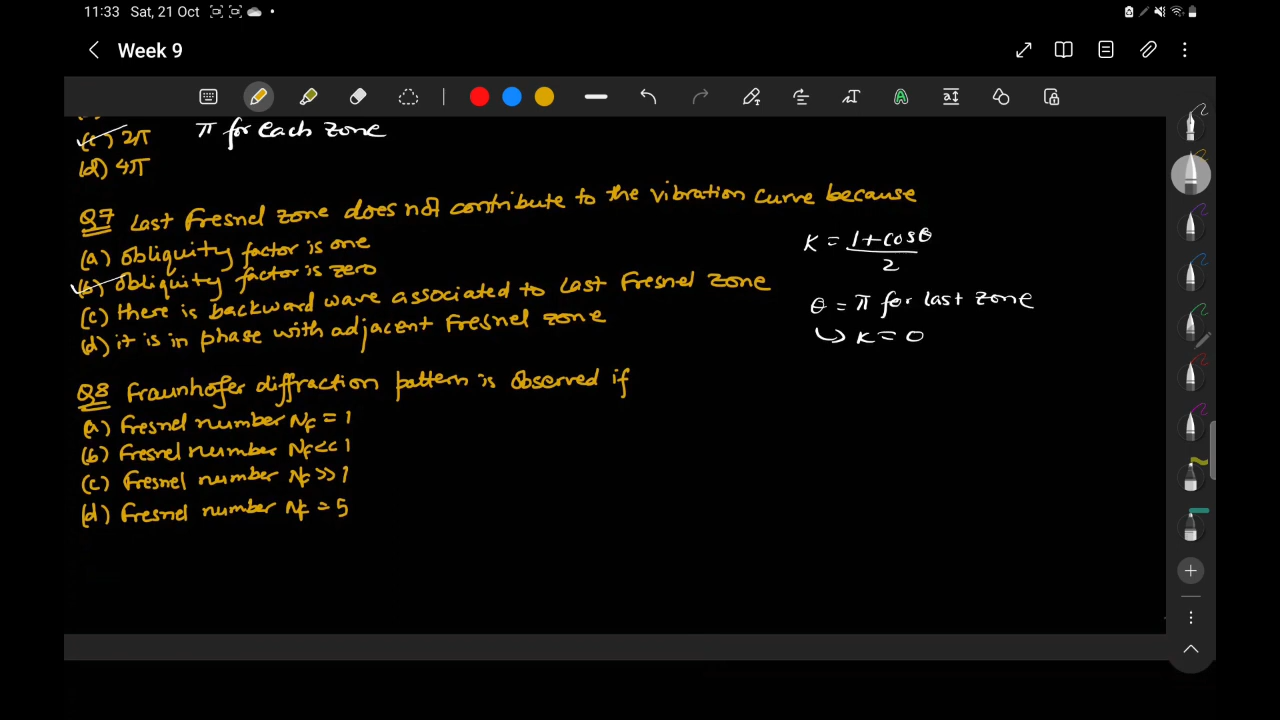 11:33 Sat, 21 Oct
Week 9
(c) 2π π for each zone
(d) 4π
Q7 Last Fresnel zone does not contribute to the vibration curve because
(a) obliquity factor is one
(b) obliquity factor is zero
(c) there is backward wave associated to last Fresnel zone
(d) it is in phase with adjacent Fresnel zone
K = 1+cosθ
2
θ = π for last zone
↳ K = 0
Q8 Fraunhofer diffraction pattern is observed if
(a) Fresnel number NF = 1
(b) Fresnel number NF << 1
(c) Fresnel number NF >> 1
(d) Fresnel number NF = 5